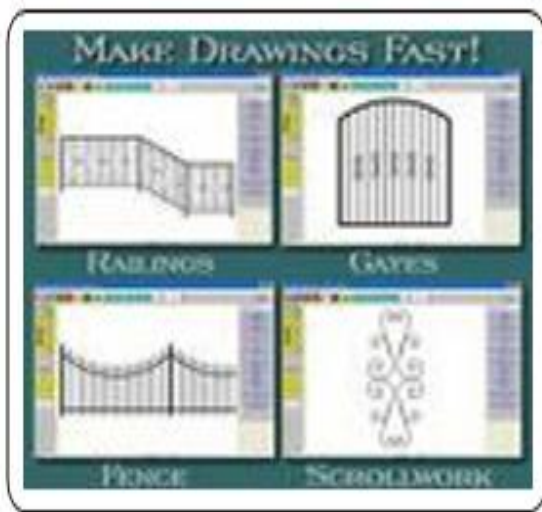 MAKE DRAWINGS FAST!
RAILINGS
GATES
FENCE
SCROLLWORK